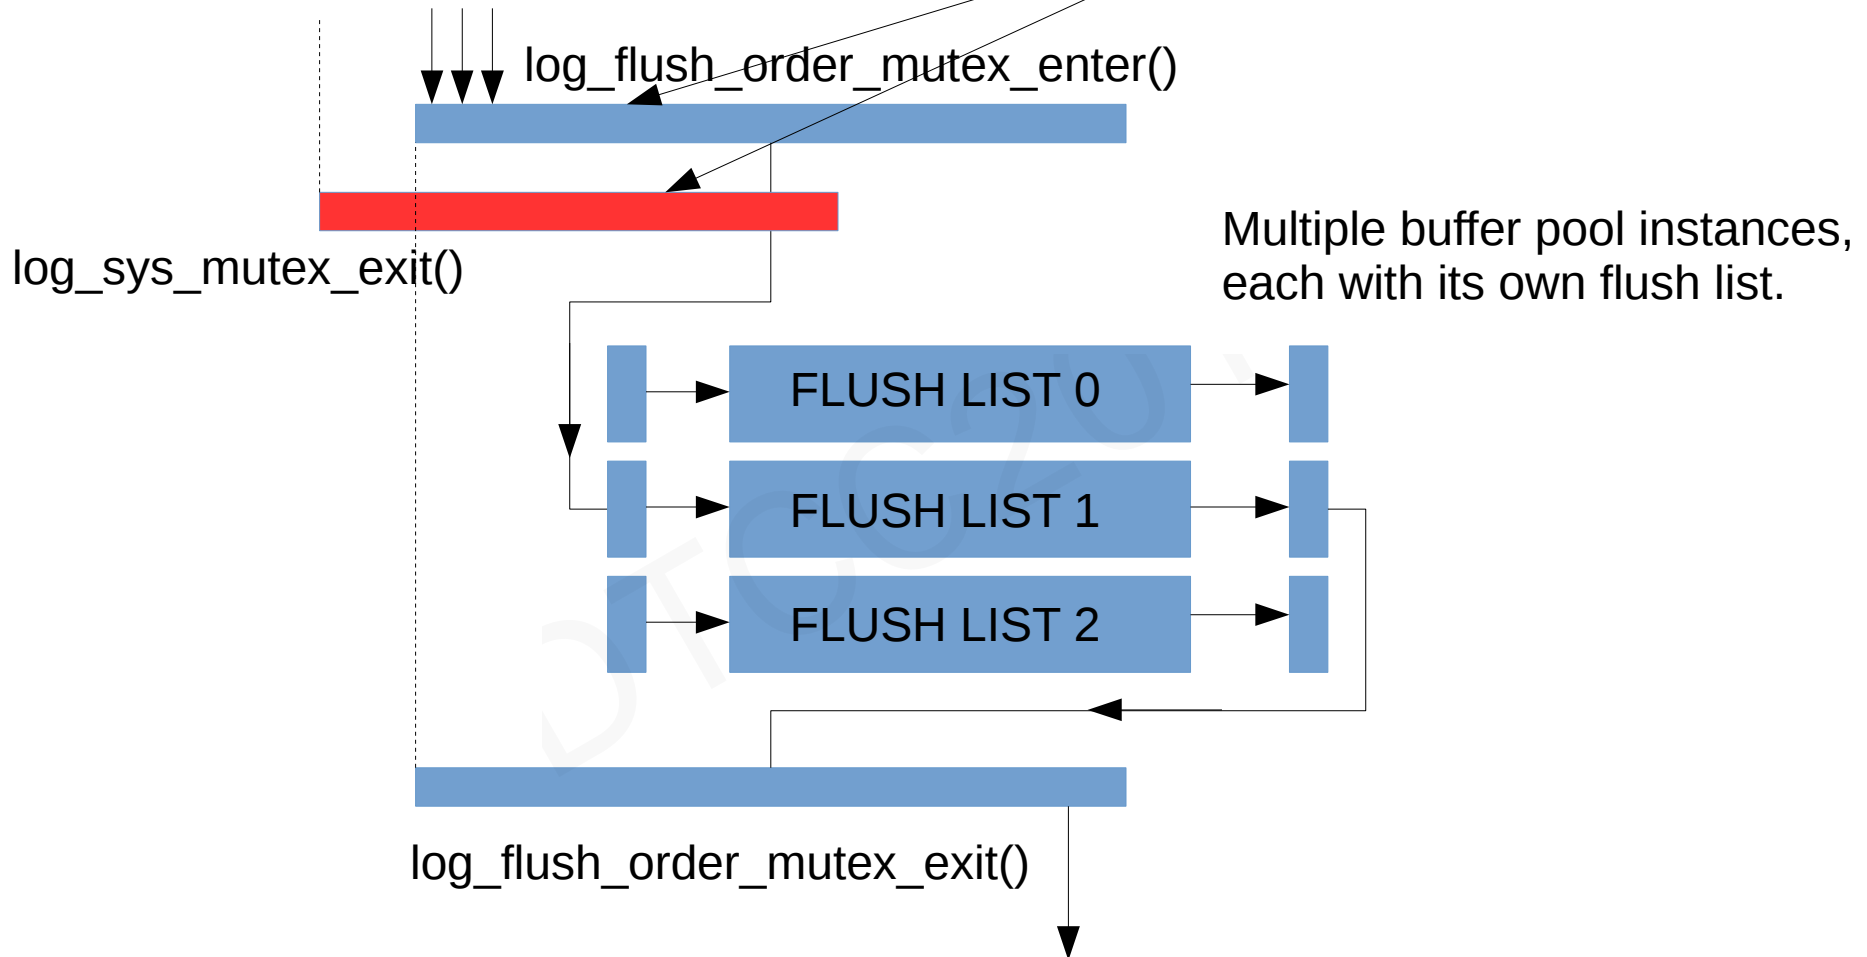 log_flush_order_mutex_enter()
log_sys_mutex_exit()
Multiple buffer pool instances,
each with its own flush list.
FLUSH LIST 0
FLUSH LIST 1
FLUSH LIST 2
log_flush_order_mutex_exit()